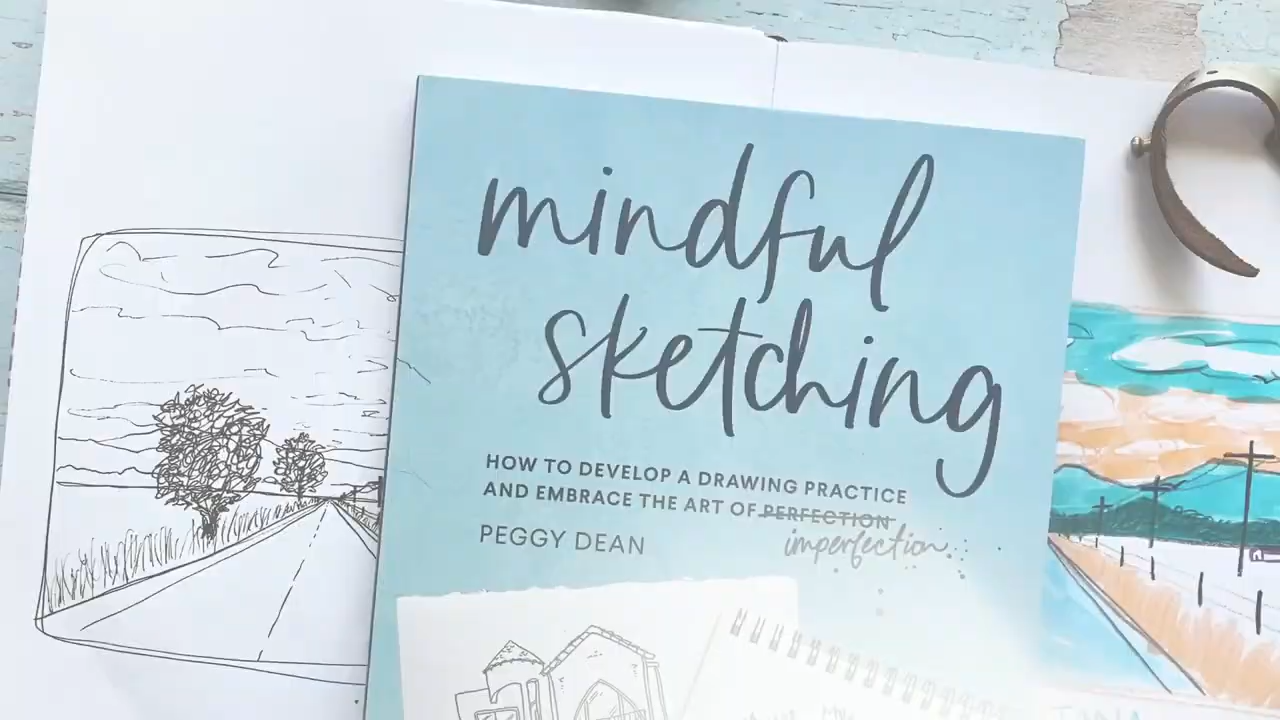 mindful
sketching
HOW TO DEVELOP A DRAWING PRACTICE
AND EMBRACE THE ART OF PERFECTION
imperfection
PEGGY DEAN